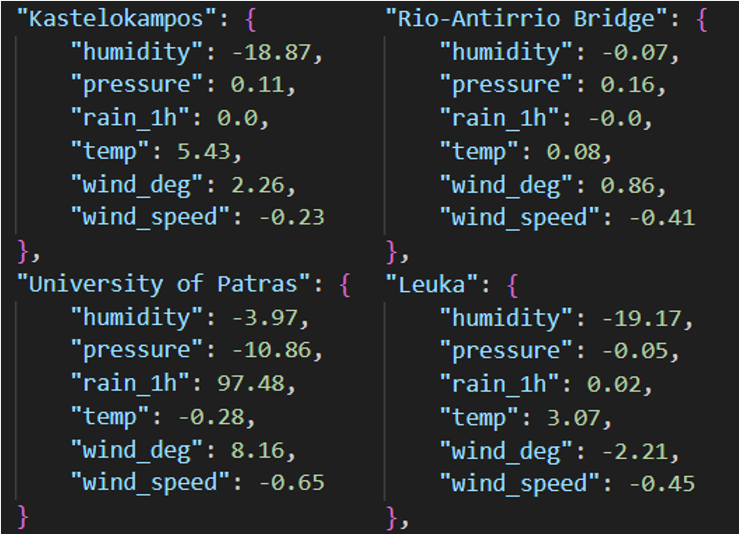 "Kastelokampos": {
"humidity": -18.87,
"pressure": 0.11,
"rain_1h": 0.0,
"temp": 5.43,
"wind_deg": 2.26,
"wind_speed": -0.23
},
"University of Patras": {
"humidity": -3.97,
"pressure": -10.86,
"rain_1h": 97.48,
"temp": -0.28,
"wind_deg": 8.16,
"wind_speed": -0.65
}
"Rio-Antirrio Bridge": {
"humidity": -0.07,
"pressure": 0.16,
"rain_1h": -0.0,
"temp": 0.08,
"wind_deg": 0.86,
"wind_speed": -0.41
},
"Leuka": {
"humidity": -19.17,
"pressure": -0.05,
"rain_1h": 0.02,
"temp": 3.07,
"wind_deg": -2.21,
"wind_speed": -0.45
},